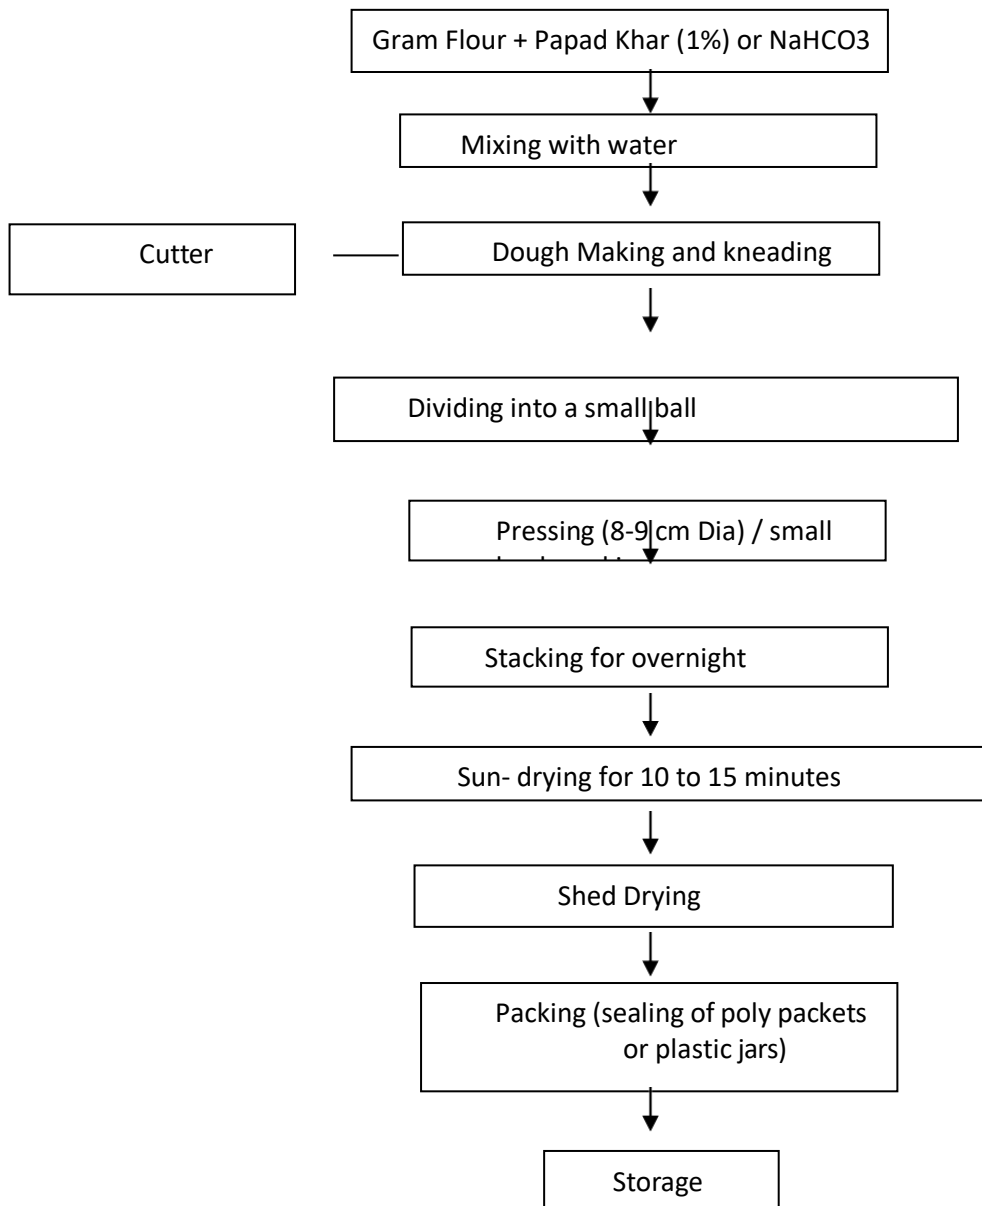 Gram Flour + Papad Khar (1%) or NaHCO3
Mixing with water
Cutter
Dough Making and kneading
Dividing into a small ball
Pressing (8-9 cm Dia) / small
Stacking for overnight
Sun- drying for 10 to 15 minutes
Shed Drying
Packing (sealing of poly packets
or plastic jars)
Storage